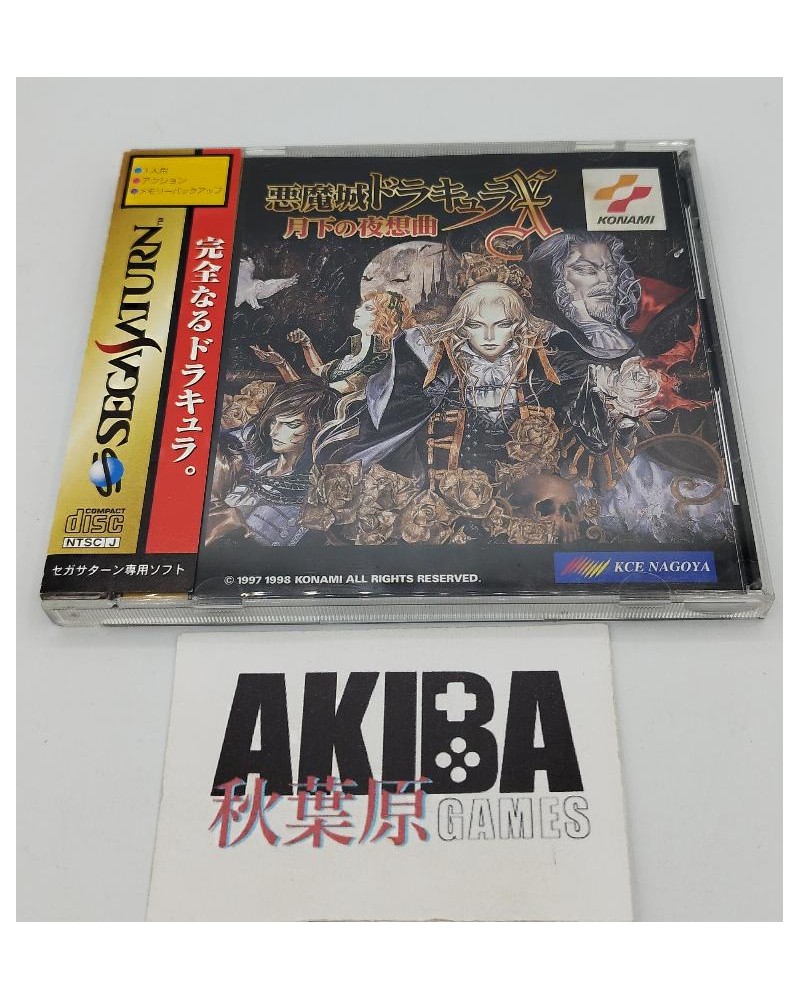 1人用
アクション
メモリーバックアップ
SEGA SATURN™
完全なるドラキュラ。
COMPACT
disc
NTSC J
セガサターン専用ソフト
悪魔城ドラキュラX
月下の夜想曲
KONAMI
© 1997 1998 KONAMI ALL RIGHTS RESERVED.
KCE NAGOYA
AKIBA
秋葉原 GAMES